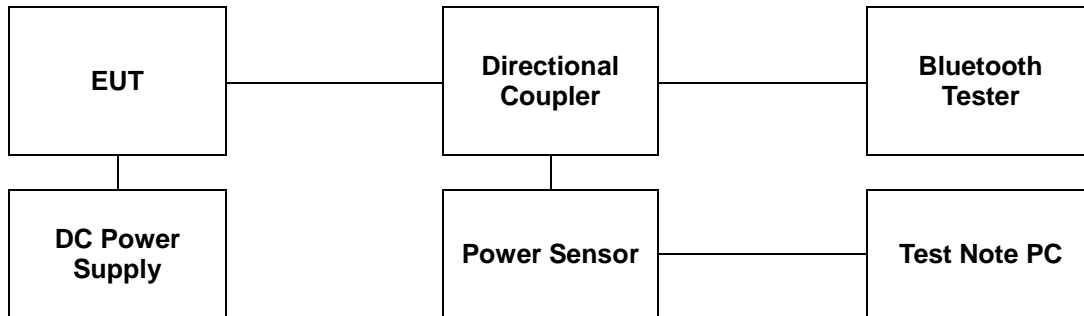 EUT
Directional
Coupler
Bluetooth
Tester
DC Power
Supply
Power Sensor
Test Note PC